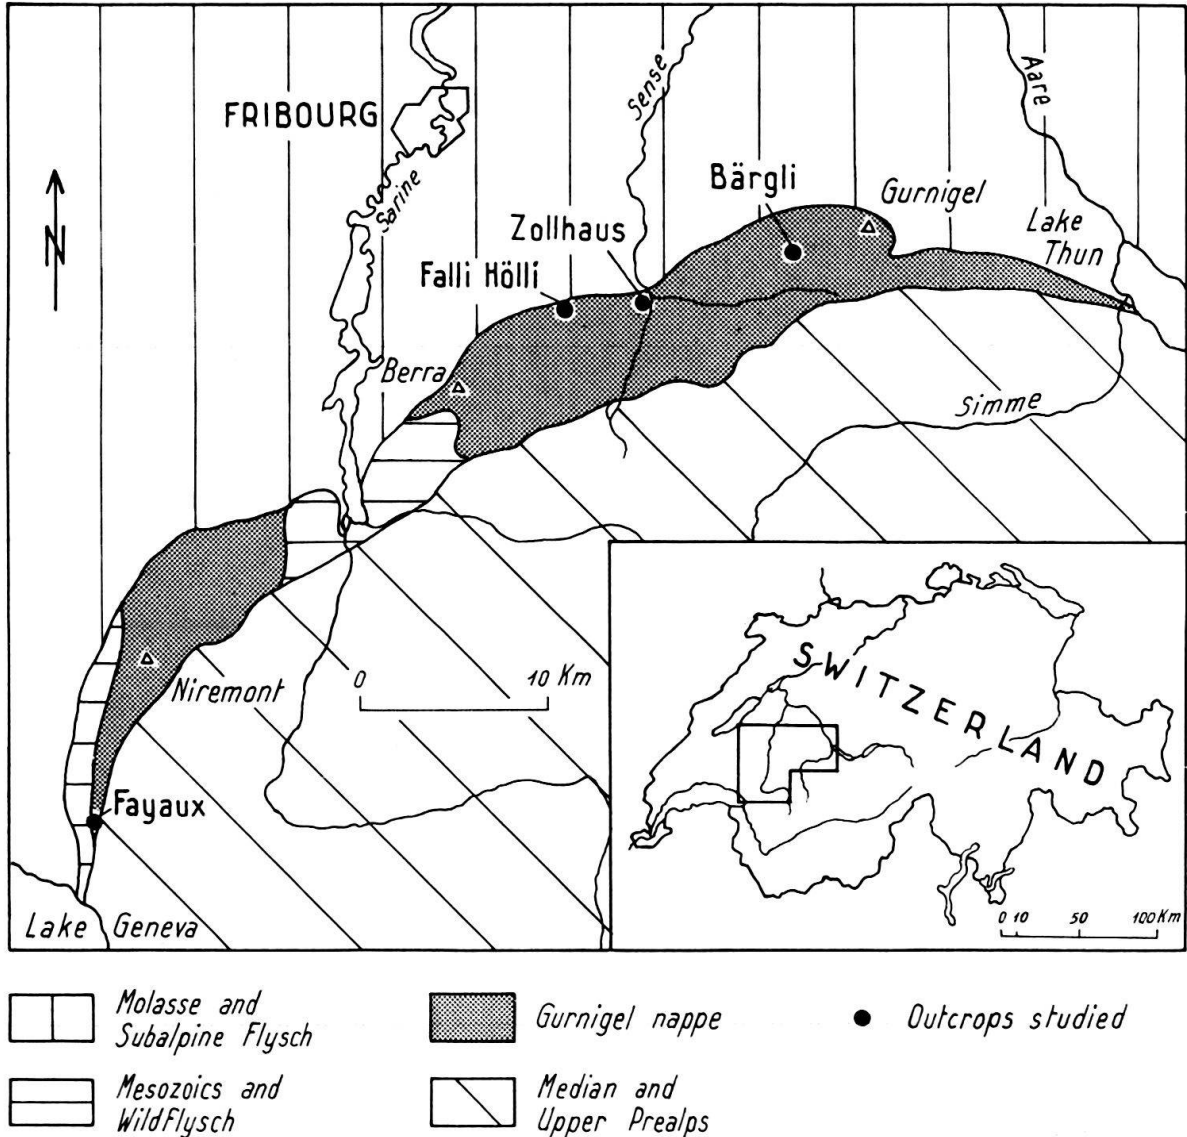 FRIBOURG
Sarine
Sense
Aare
Bärgli
Gurnigel
Lake
Thun
Zollhaus
Falli Hölli
Berra
Simme
N
Niremont
0 10 Km
Fayaux
Lake Geneva
SWITZERLAND
0 10 50 100 Km
Molasse and
Subalpine Flysch
Gurnigel nappe
Outcrops studied
Mesozoics and
Wildflysch
Median and
Upper Prealps